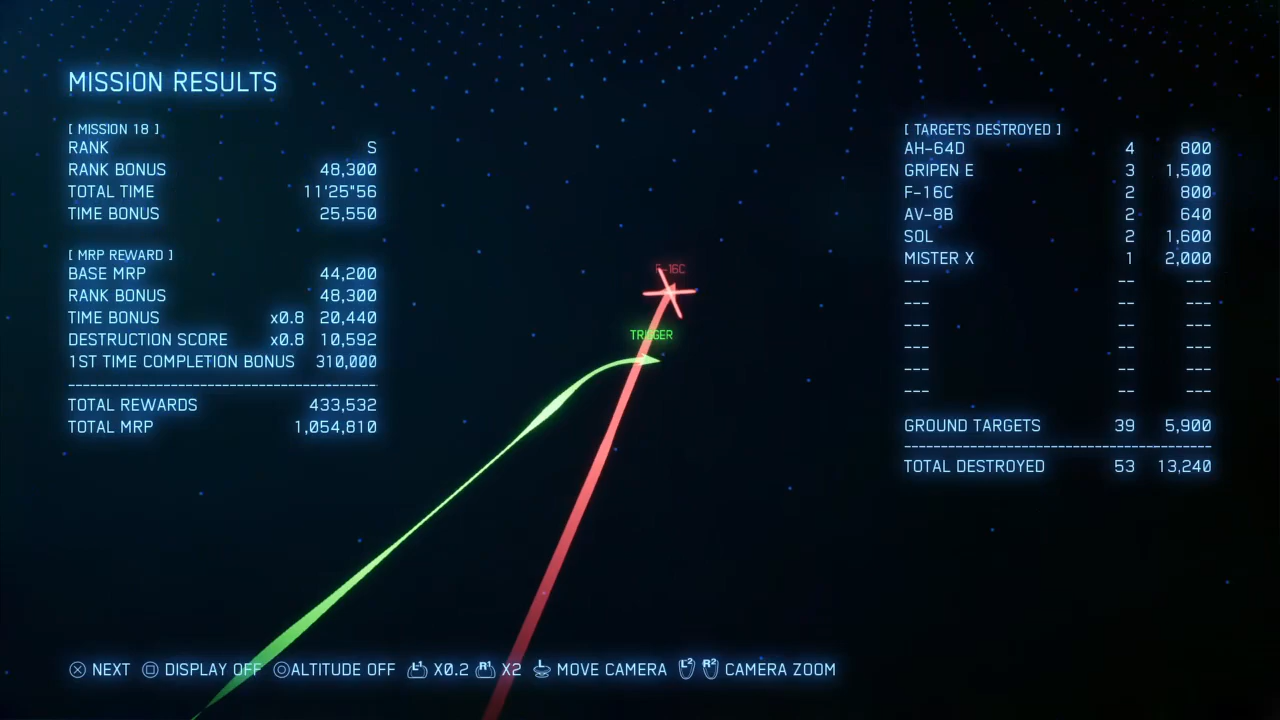 MISSION RESULTS
[ MISSION 18 ]
RANK S
RANK BONUS 48,300
TOTAL TIME 11'25"56
TIME BONUS 25,550
[ MRP REWARD ]
BASE MRP 44,200
RANK BONUS 48,300
TIME BONUS x0.8 20,440
DESTRUCTION SCORE x0.8 10,592
1ST TIME COMPLETION BONUS 310,000
TOTAL REWARDS 433,532
TOTAL MRP 1,054,810
F-16C
TRIGGER
[ TARGETS DESTROYED ]
AH-64D 4 800
GRIPEN E 3 1,500
F-16C 2 800
AV-8B 2 640
SOL 2 1,600
MISTER X 1 2,000
--- -- ---
--- -- ---
--- -- ---
--- -- ---
--- -- ---
--- -- ---
GROUND TARGETS 39 5,900
TOTAL DESTROYED 53 13,240
NEXT DISPLAY OFF ALTITUDE OFF L1 X0.2 R1 X2 L MOVE CAMERA L2 R2 CAMERA ZOOM